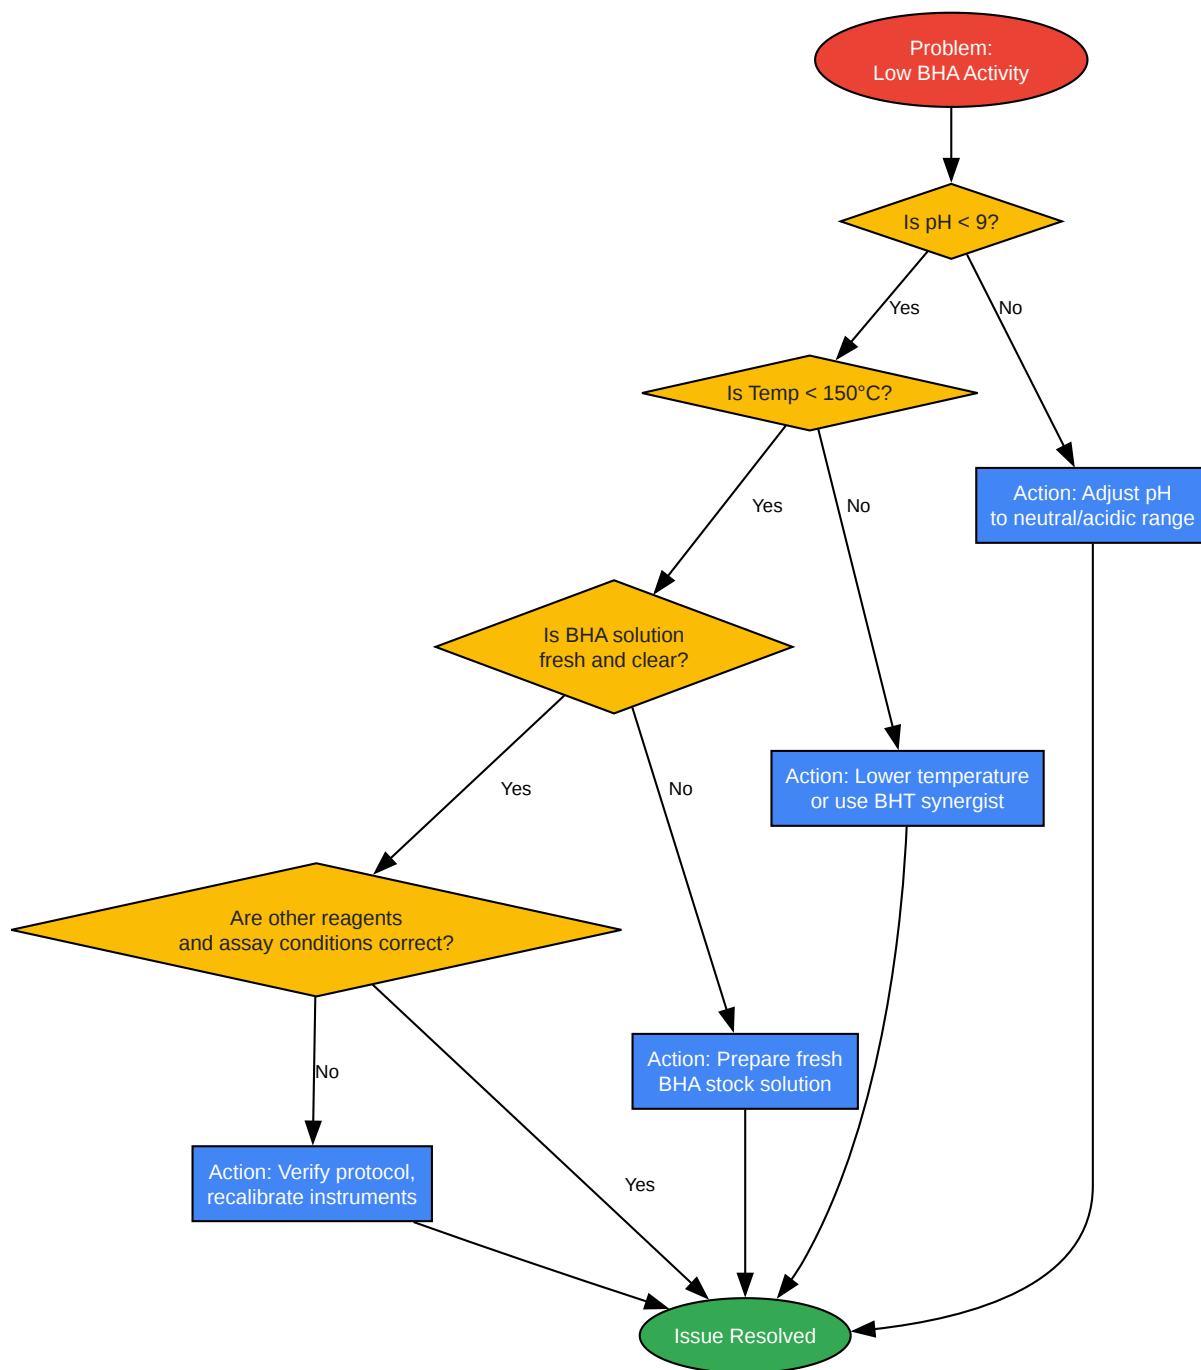 Problem:
Low BHA Activity
Is pH < 9?
Yes
No
Is Temp < 150°C?
Action: Adjust pH
to neutral/acidic range
Yes
No
Is BHA solution
fresh and clear?
Action: Lower temperature
or use BHT synergist
Yes
No
Are other reagents
and assay conditions correct?
Action: Prepare fresh
BHA stock solution
No
Action: Verify protocol,
recalibrate instruments
Yes
Issue Resolved